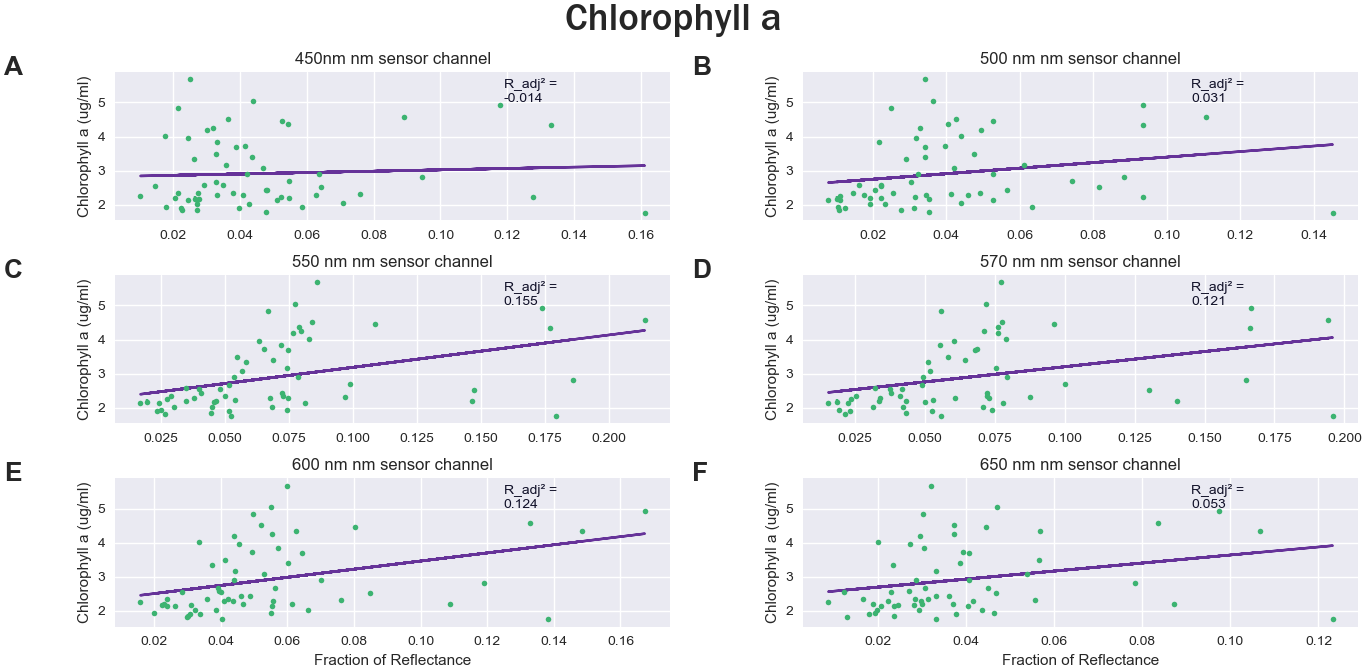 Chlorophyll a
A
450nm nm sensor channel
Chlorophyll a (ug/ml)
5
4
3
2
R_adj² =
-0.014
0.02 0.04 0.06 0.08 0.10 0.12 0.14 0.16
B
500 nm nm sensor channel
Chlorophyll a (ug/ml)
5
4
3
2
R_adj² =
0.031
0.02 0.04 0.06 0.08 0.10 0.12 0.14
C
550 nm nm sensor channel
Chlorophyll a (ug/ml)
5
4
3
2
R_adj² =
0.155
0.025 0.050 0.075 0.100 0.125 0.150 0.175 0.200
D
570 nm nm sensor channel
Chlorophyll a (ug/ml)
5
4
3
2
R_adj² =
0.121
0.025 0.050 0.075 0.100 0.125 0.150 0.175 0.200
E
600 nm nm sensor channel
Chlorophyll a (ug/ml)
5
4
3
2
R_adj² =
0.124
0.02 0.04 0.06 0.08 0.10 0.12 0.14 0.16
Fraction of Reflectance
F
650 nm nm sensor channel
Chlorophyll a (ug/ml)
5
4
3
2
R_adj² =
0.053
0.02 0.04 0.06 0.08 0.10 0.12
Fraction of Reflectance